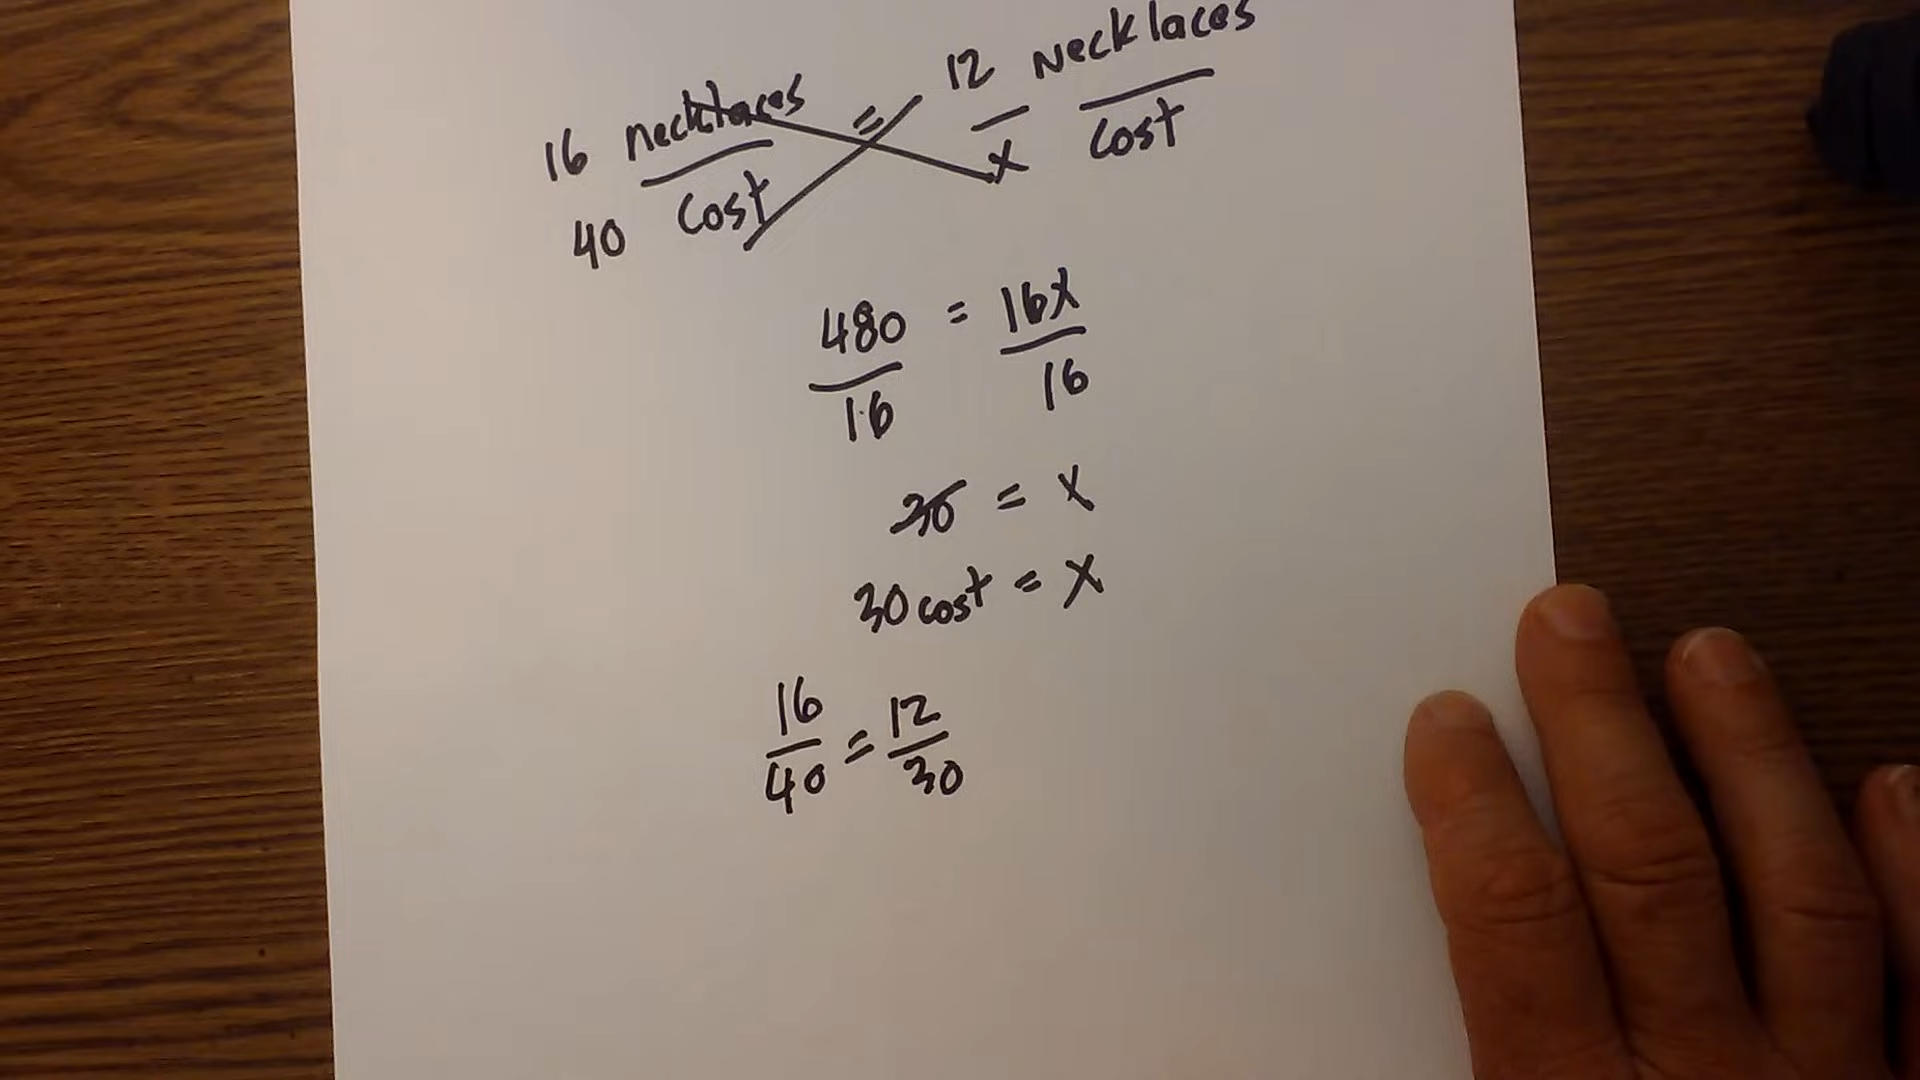 16 necklaces = 12 Necklaces
40 cost x cost
480 = 16x
16 16
30 = x
30 cost = x
16 = 12
40 30